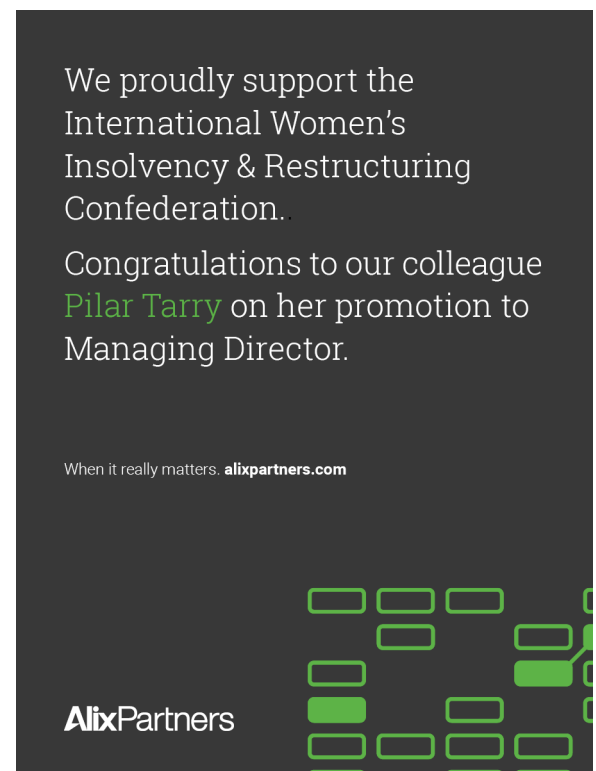 We proudly support the
International Women’s
Insolvency & Restructuring
Confederation..
Congratulations to our colleague
Pilar Tarry on her promotion to
Managing Director.
When it really matters. alixpartners.com
AlixPartners